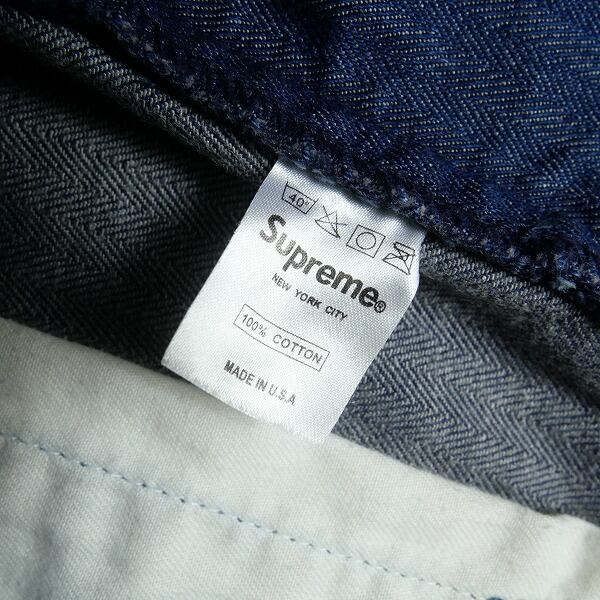 40°
Supreme®
NEW YORK CITY
100% COTTON
MADE IN U.S.A